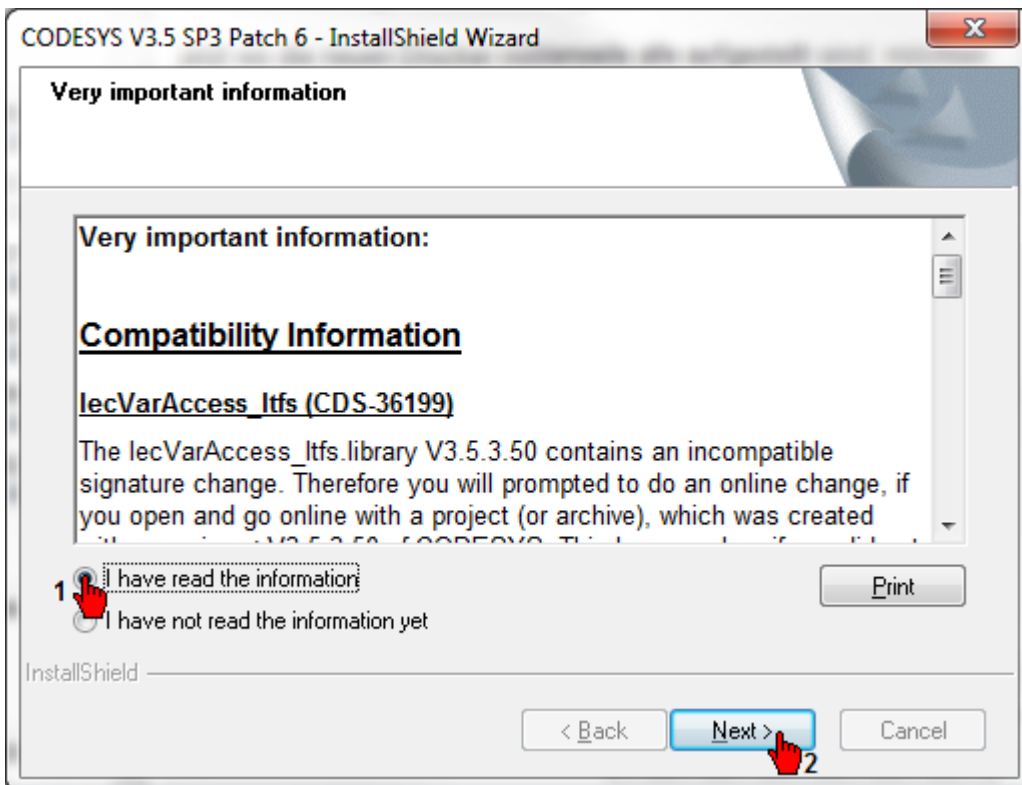 CODESYS V3.5 SP3 Patch 6 - InstallShield Wizard
Very important information
Very important information:
Compatibility Information
IecVarAccess_Itfs (CDS-36199)
The IecVarAccess_Itfs.library V3.5.3.50 contains an incompatible
signature change. Therefore you will prompted to do an online change, if
you open and go online with a project (or archive), which was created
1
I have read the information
Print
I have not read the information yet
InstallShield
< Back
Next >
Cancel
2